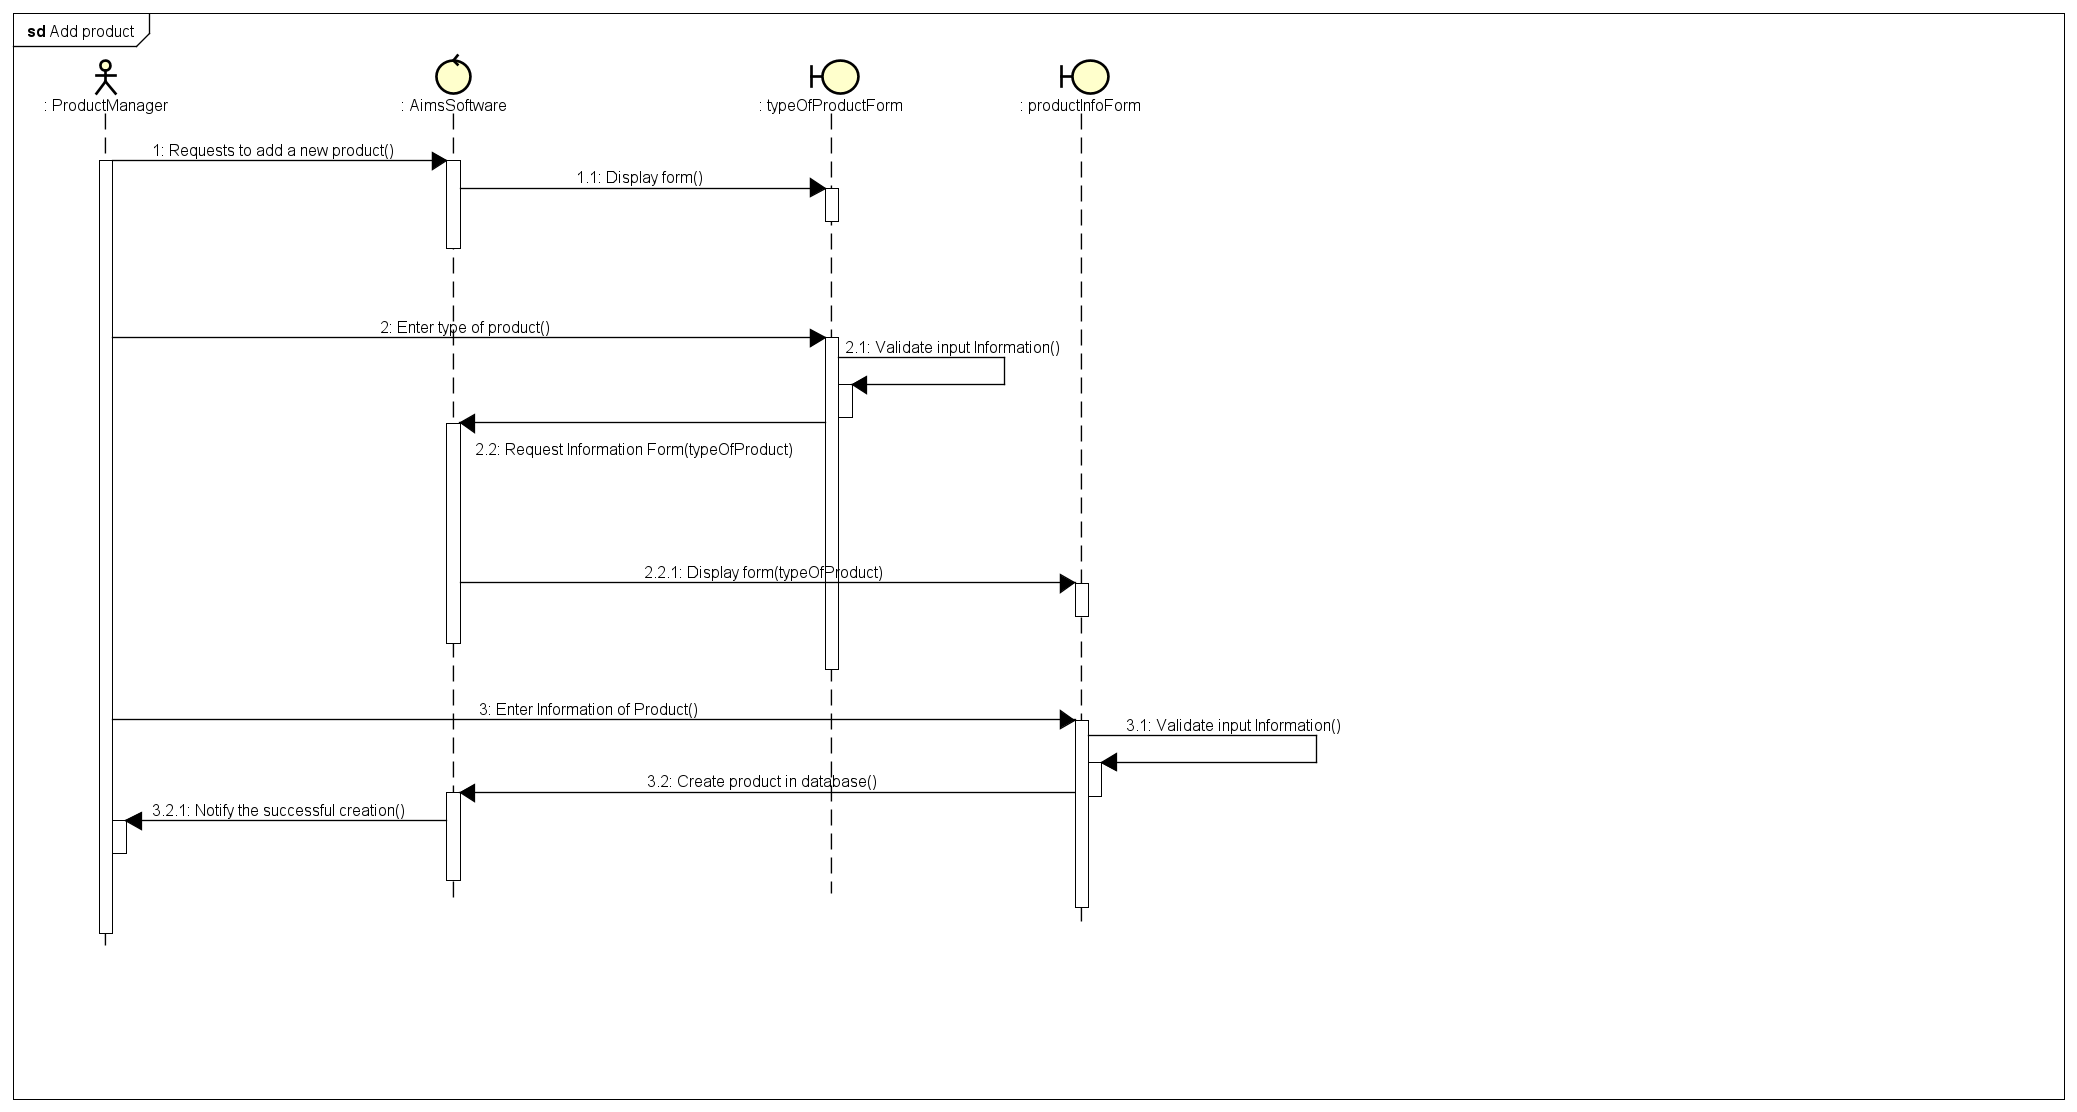 sd Add product
: ProductManager
: AimsSoftware
: typeOfProductForm
: productInfoForm
1: Requests to add a new product()
1.1: Display form()
2: Enter type of product()
2.1: Validate input Information()
2.2: Request Information Form(typeOfProduct)
2.2.1: Display form(typeOfProduct)
3: Enter Information of Product()
3.1: Validate input Information()
3.2: Create product in database()
3.2.1: Notify the successful creation()